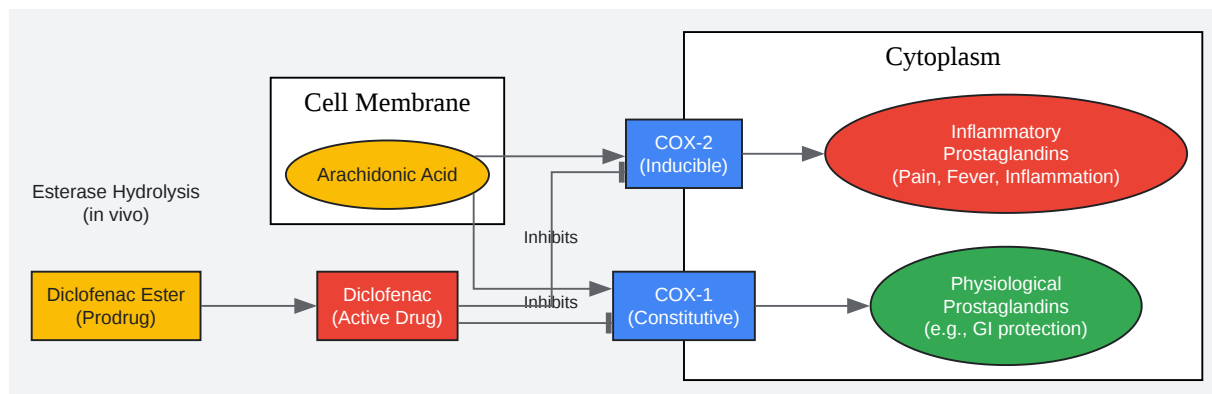 Cytoplasm
Cell Membrane
Arachidonic Acid
COX-2
(Inducible)
Inflammatory
Prostaglandins
(Pain, Fever, Inflammation)
Esterase Hydrolysis
(in vivo)
Inhibits
Diclofenac Ester
(Prodrug)
Diclofenac
(Active Drug)
Inhibits
COX-1
(Constitutive)
Physiological
Prostaglandins
(e.g., GI protection)